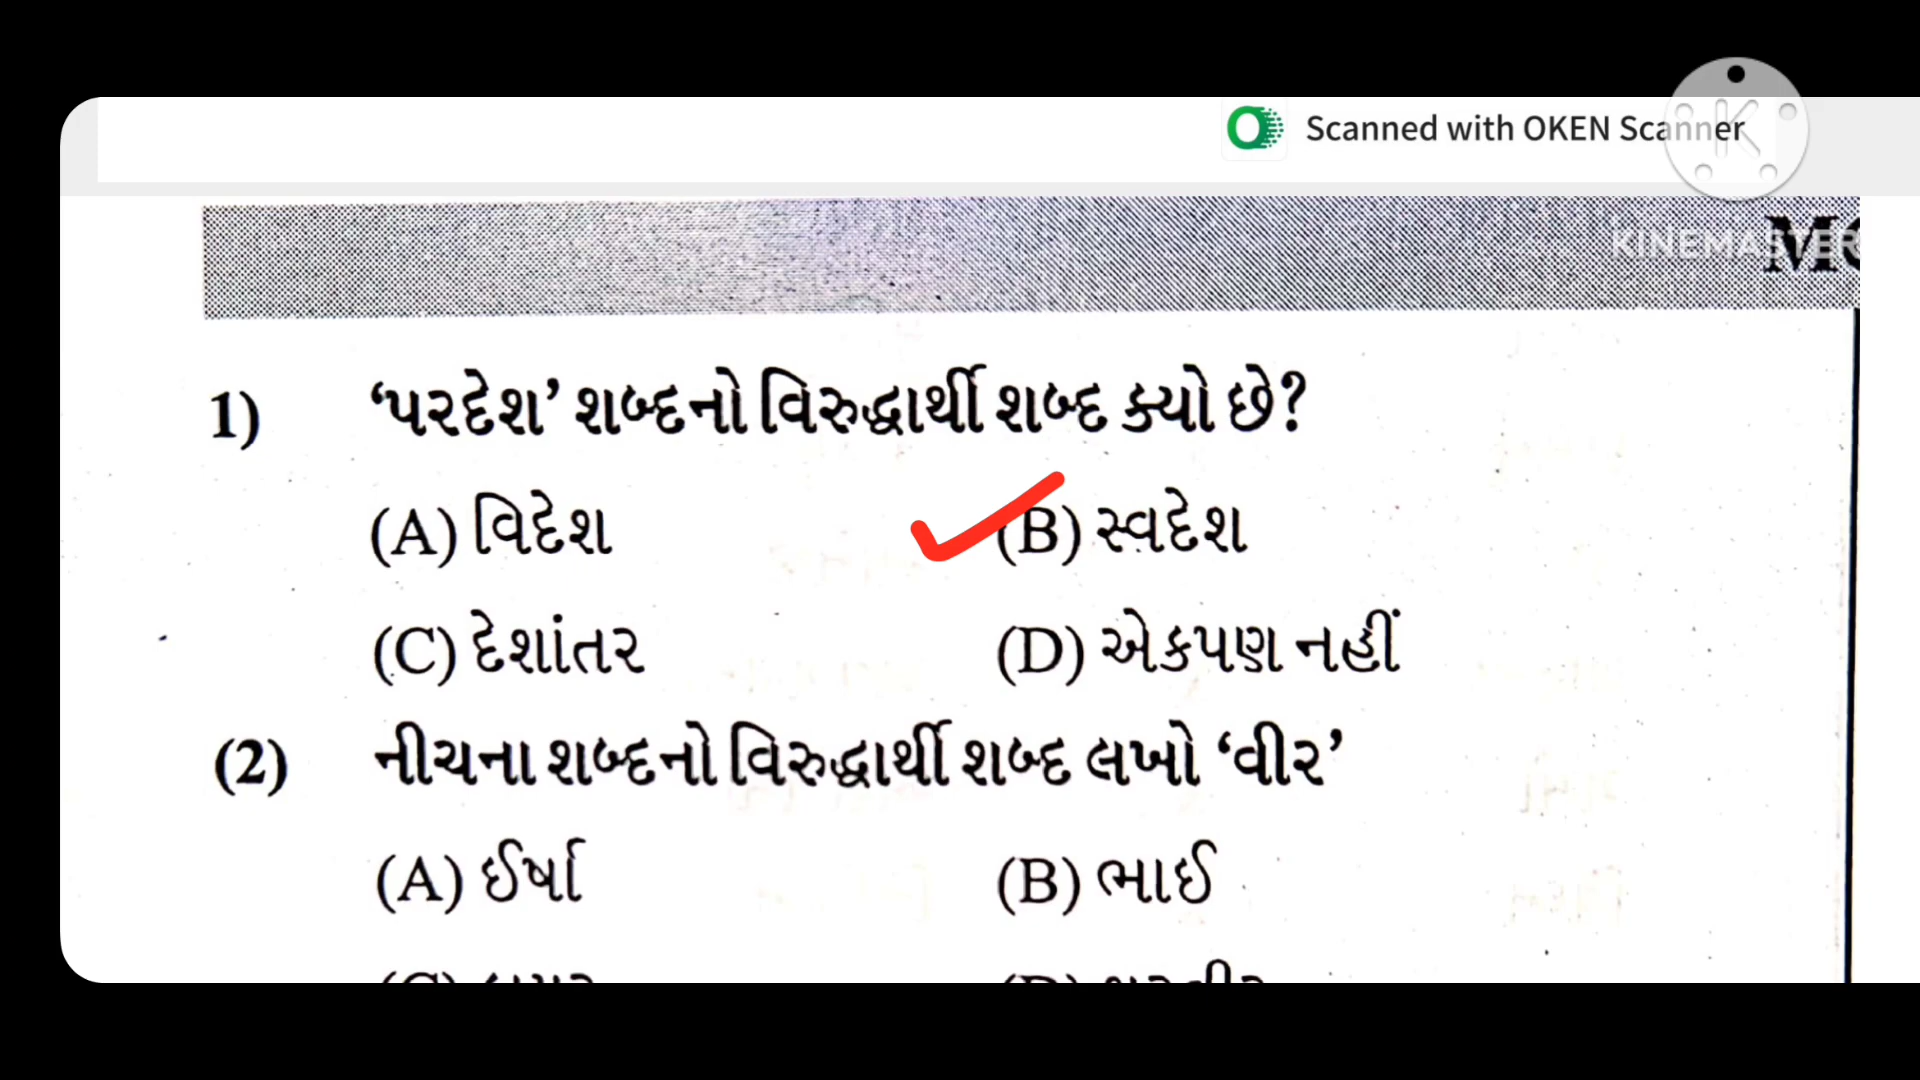 Scanned with OKEN Scanner
KINEMASTER
1) ‘પરદેશ’ શબ્દનો વિરુદ્ધાર્થી શબ્દ ક્યો છે?
(A) વિદેશ (B) સ્વદેશ
(C) દેશાંતર (D) એકપણ નહીં
(2) નીચના શબ્દનો વિરુદ્ધાર્થી શબ્દ લખો ‘વીર’
(A) ઈર્ષા (B) ભાઈ